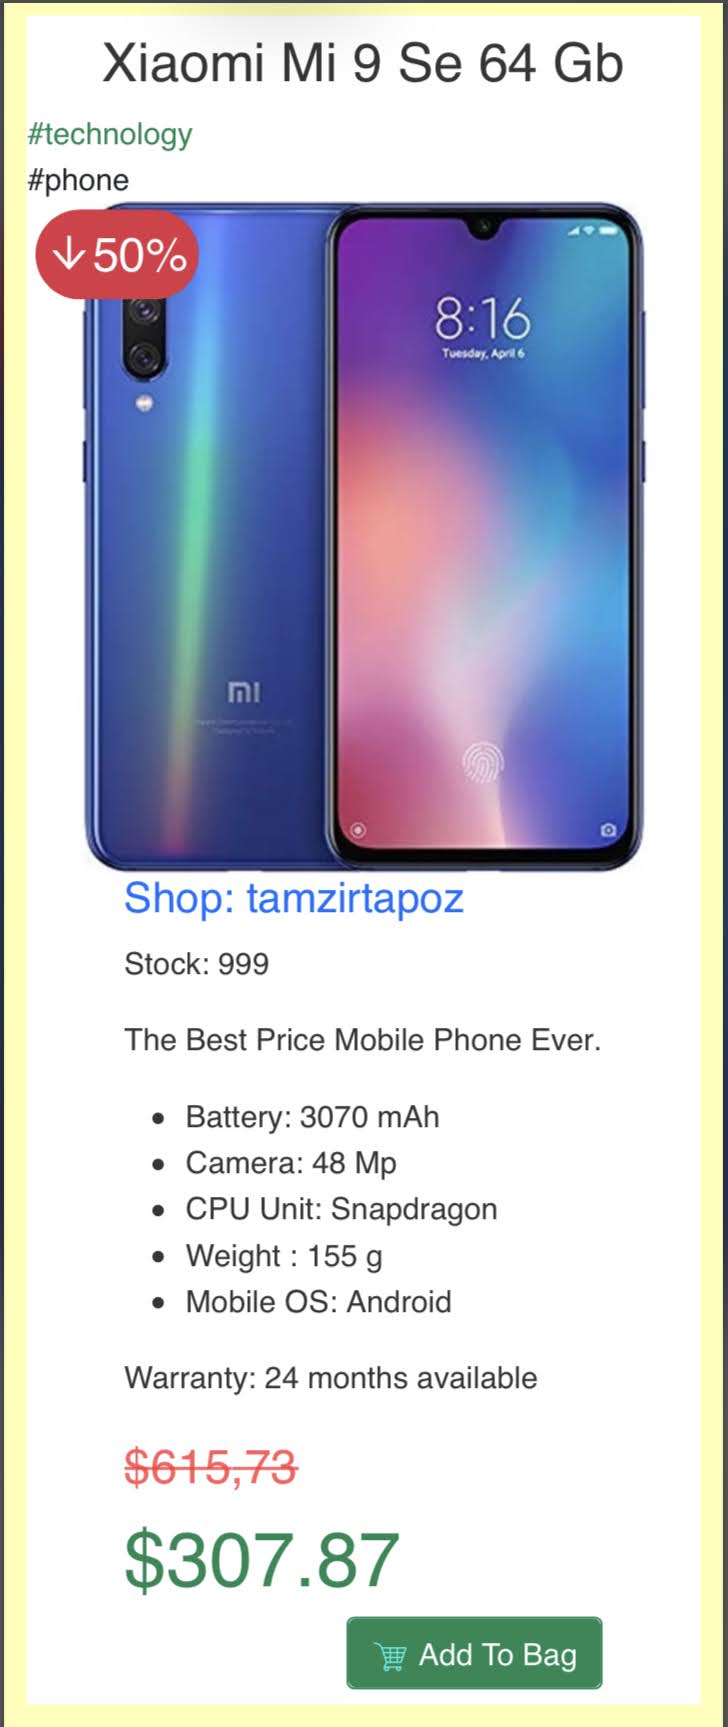 Xiaomi Mi 9 Se 64 Gb
#technology
#phone
↓50%
8:16
Tuesday, April 6
mi
Shop: tamzirtapoz
Stock: 999
The Best Price Mobile Phone Ever.
• Battery: 3070 mAh
• Camera: 48 Mp
• CPU Unit: Snapdragon
• Weight : 155 g
• Mobile OS: Android
Warranty: 24 months available
$615,73
$307.87
Add To Bag